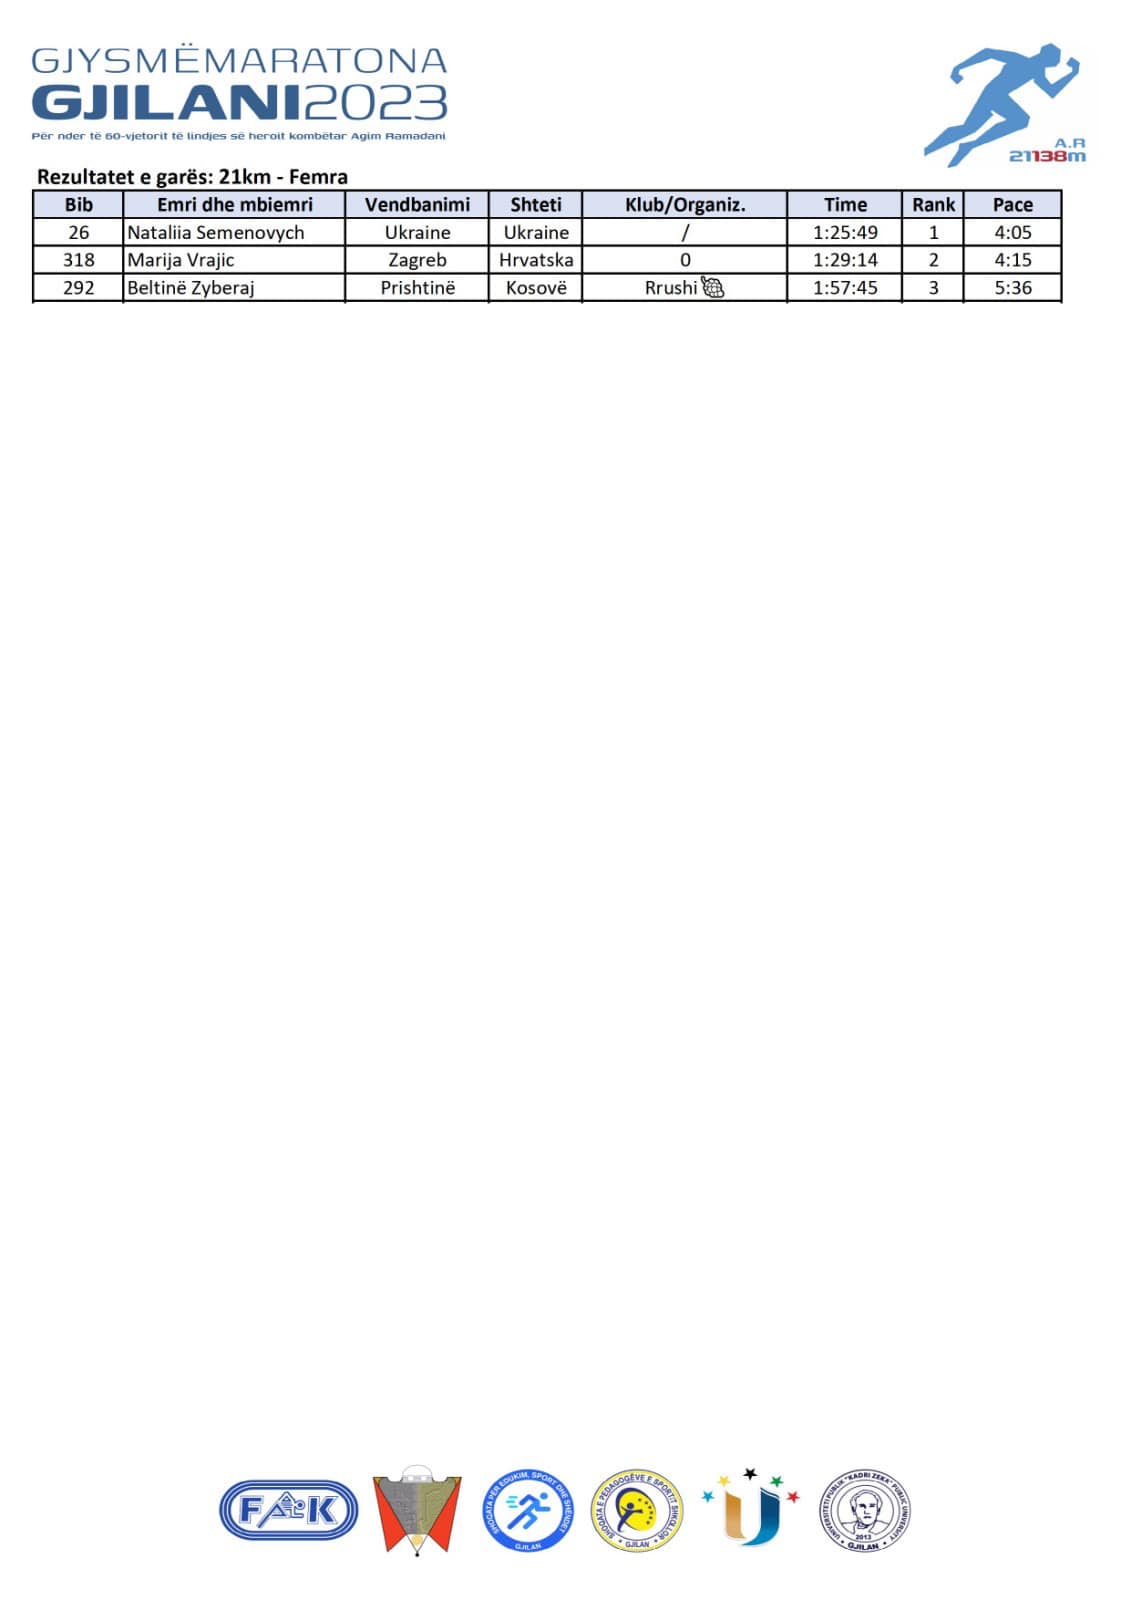 GJYSMËMARATONA
GJILANI2023
Për nder të 60-vjetorit të lindjes së heroit kombëtar Agim Ramadani
A.R
21138m
Rezultatet e garës: 21km - Femra
Bib Emri dhe mbiemri Vendbanimi Shteti Klub/Organiz. Time Rank Pace
26 Nataliia Semenovych Ukraine Ukraine / 1:25:49 1 4:05
318 Marija Vrajic Zagreb Hrvatska 0 1:29:14 2 4:15
292 Beltinë Zyberaj Prishtinë Kosovë Rrushi 🍇 1:57:45 3 5:36
FAK
SHOQATA PËR EDUKIM, SPORT DHE SHËNDET
GJILAN
SHOQATA E PEDAGOGËVE E SPORTIT SHKOLLOR
GJILAN
U
UNIVERSITETI PUBLIK "KADRI ZEKA" PUBLIC UNIVERSITY
2013
GJILAN